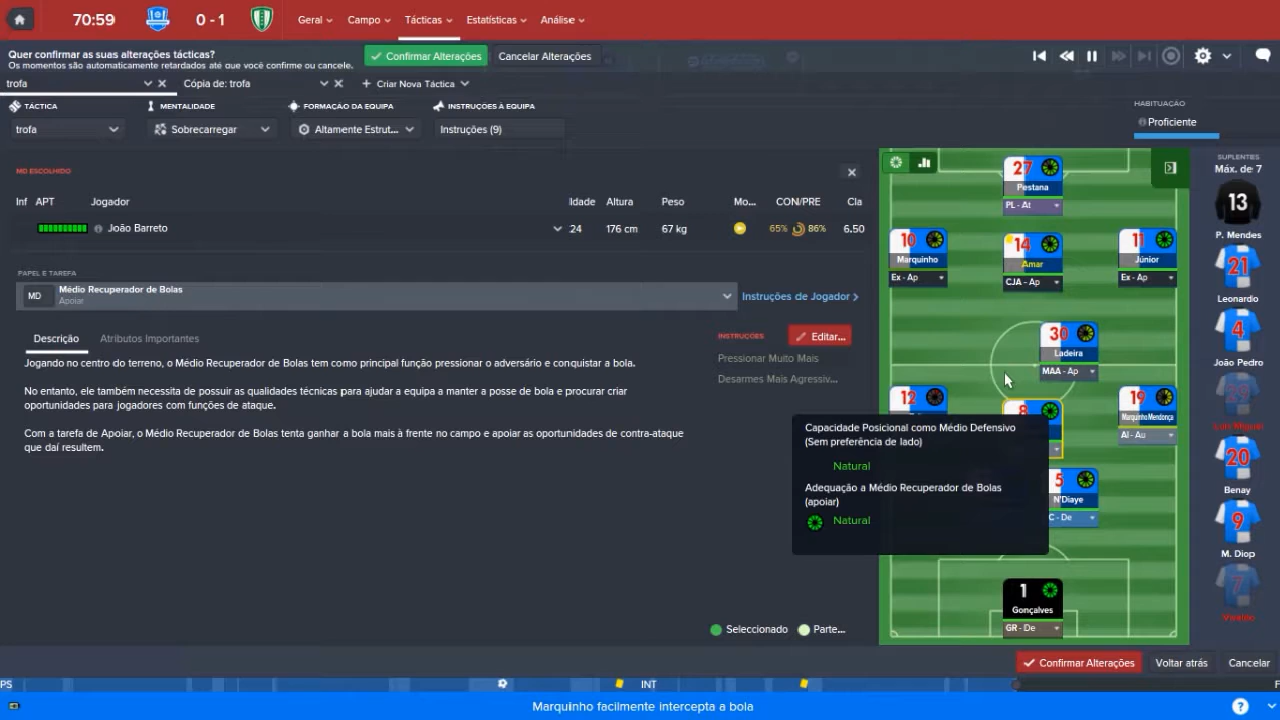 70:59
0 - 1
Geral
Campo
Tácticas
Estatísticas
Análise
Quer confirmar as suas alterações tácticas?
Os momentos são automaticamente retardados até que você confirme ou cancele.
Confirmar Alterações
Cancelar Alterações
trofa
Cópia de: trofa
Criar Nova Táctica
TÁCTICA
MENTALIDADE
FORMAÇÃO DA EQUIPA
INSTRUÇÕES À EQUIPA
HABITUAÇÃO
trofa
Sobrecarregar
Altamente Estrut...
Instruções (9)
Proficiente
MD ESCOLHIDO
Inf APT Jogador Idade Altura Peso Mo... CON/PRE Cla
João Barreto 24 176 cm 67 kg 65% 86% 6.50
PAPEL E TAREFA
MD
Médio Recuperador de Bolas
Apoiar
Instruções de Jogador
Descrição
Atributos Importantes
INSTRUÇÕES
Editar...
Pressionar Muito Mais
Desarmes Mais Agressiv...
Jogando no centro do terreno, o Médio Recuperador de Bolas tem como principal função pressionar o adversário e conquistar a bola.
No entanto, ele também necessita de possuir as qualidades técnicas para ajudar a equipa a manter a posse de bola e procurar criar
oportunidades para jogadores com funções de ataque.
Com a tarefa de Apoiar, o Médio Recuperador de Bolas tenta ganhar a bola mais à frente no campo e apoiar as oportunidades de contra-ataque
que daí resultem.
Seleccionado
Parte...
27
Pestana
PL - At
10
Marquinho
Ex - Ap
14
Amar
CJA - Ap
11
Júnior
Ex - Ap
30
Ladeira
MAA - Ap
12
8
19
Marquinho Mendonça
Al - Au
Capacidade Posicional como Médio Defensivo
(Sem preferência de lado)
Natural
Adequação a Médio Recuperador de Bolas
(apoiar)
Natural
5
N'Diaye
C - De
1
Gonçalves
GR - De
SUPLENTES
Máx. de 7
13
P. Mendes
21
Leonardo
4
João Pedro
29
Luís Miguel
20
Benay
9
M. Diop
7
Vivaldo
Confirmar Alterações
Voltar atrás
Cancelar
PS
INT
F
Marquinho facilmente intercepta a bola
?